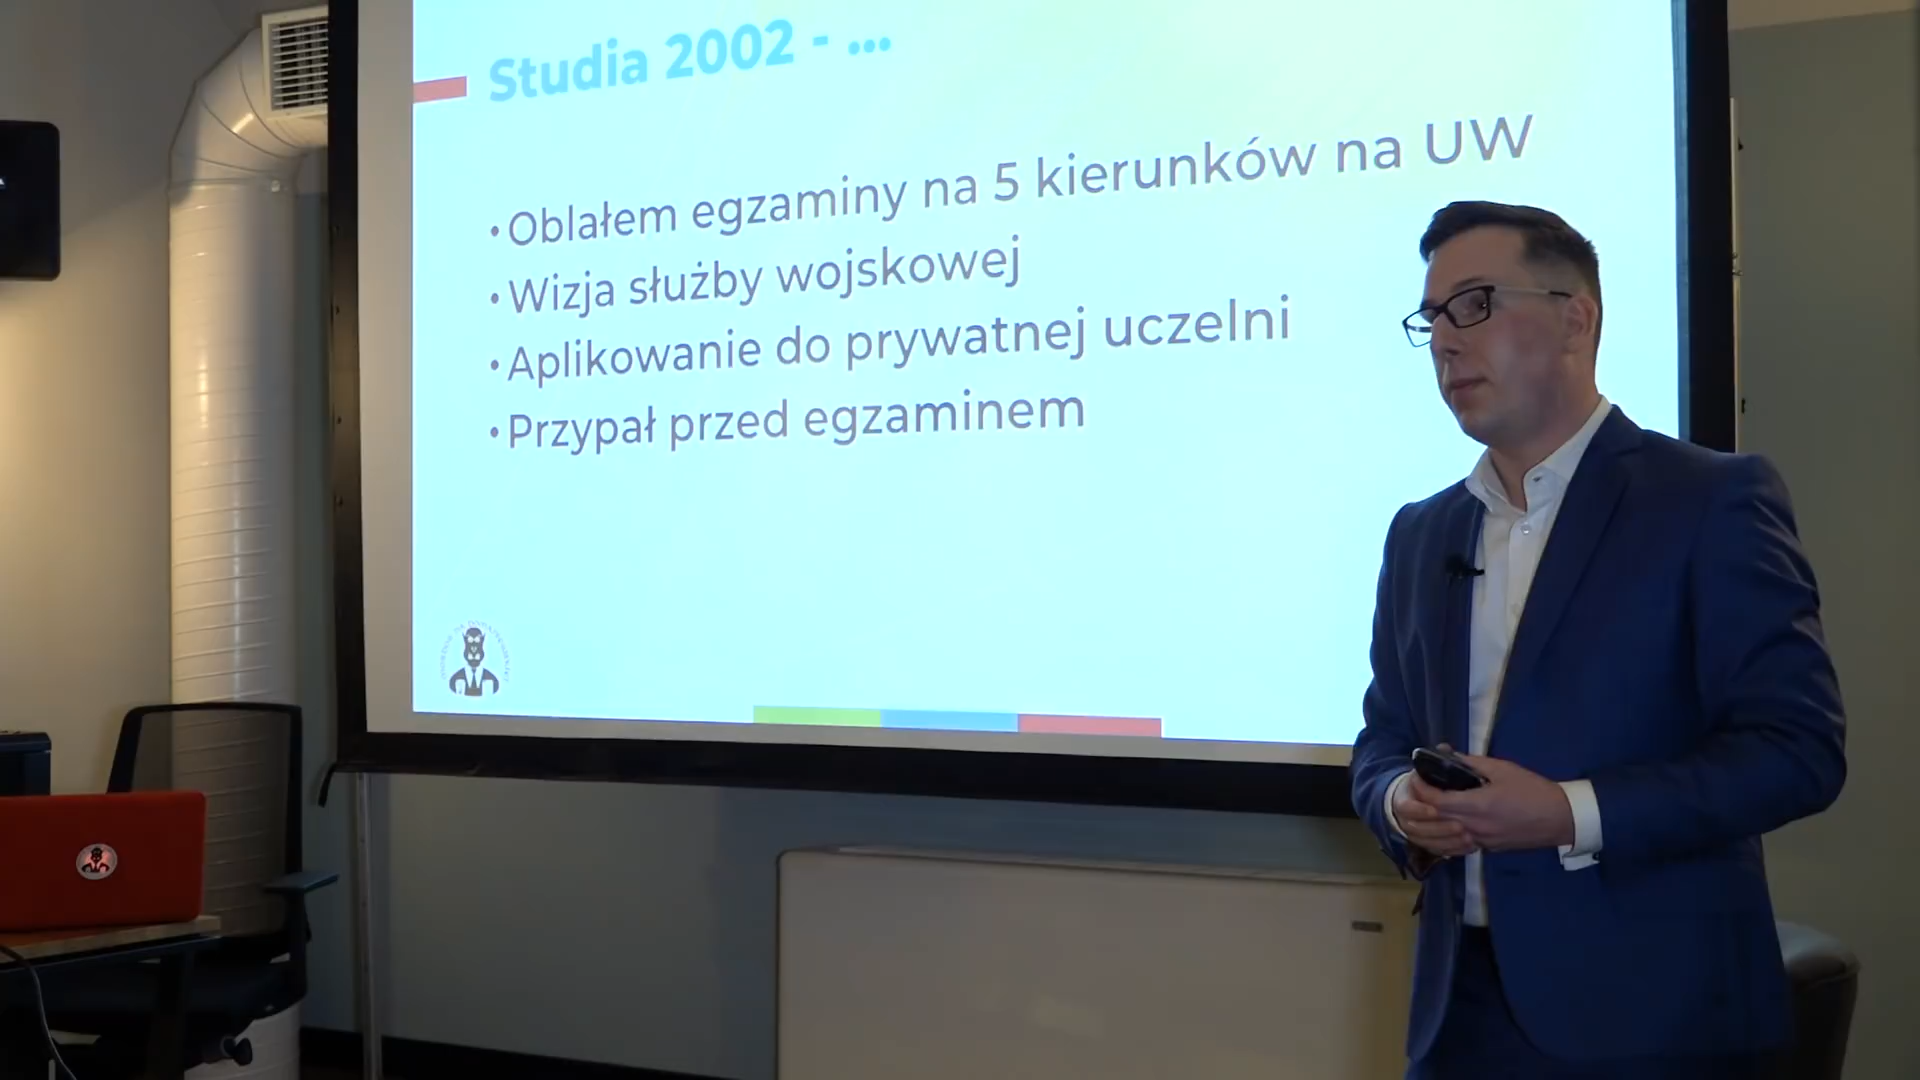 Studia 2002 - ...
• Oblałem egzaminy na 5 kierunków na UW
• Wizja służby wojskowej
• Aplikowanie do prywatnej uczelni
• Przypał przed egzaminem